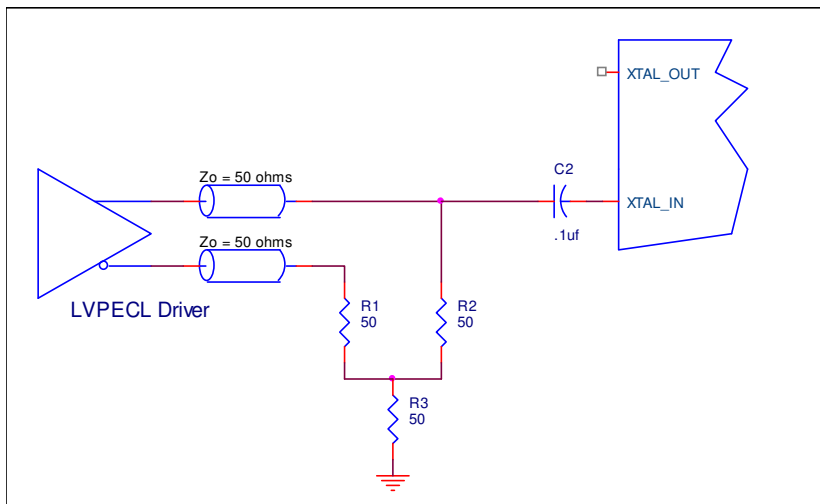 XTAL_OUT
Zo = 50 ohms
C2
XTAL_IN
.1uf
Zo = 50 ohms
LVPECL Driver
R1
50
R2
50
R3
50